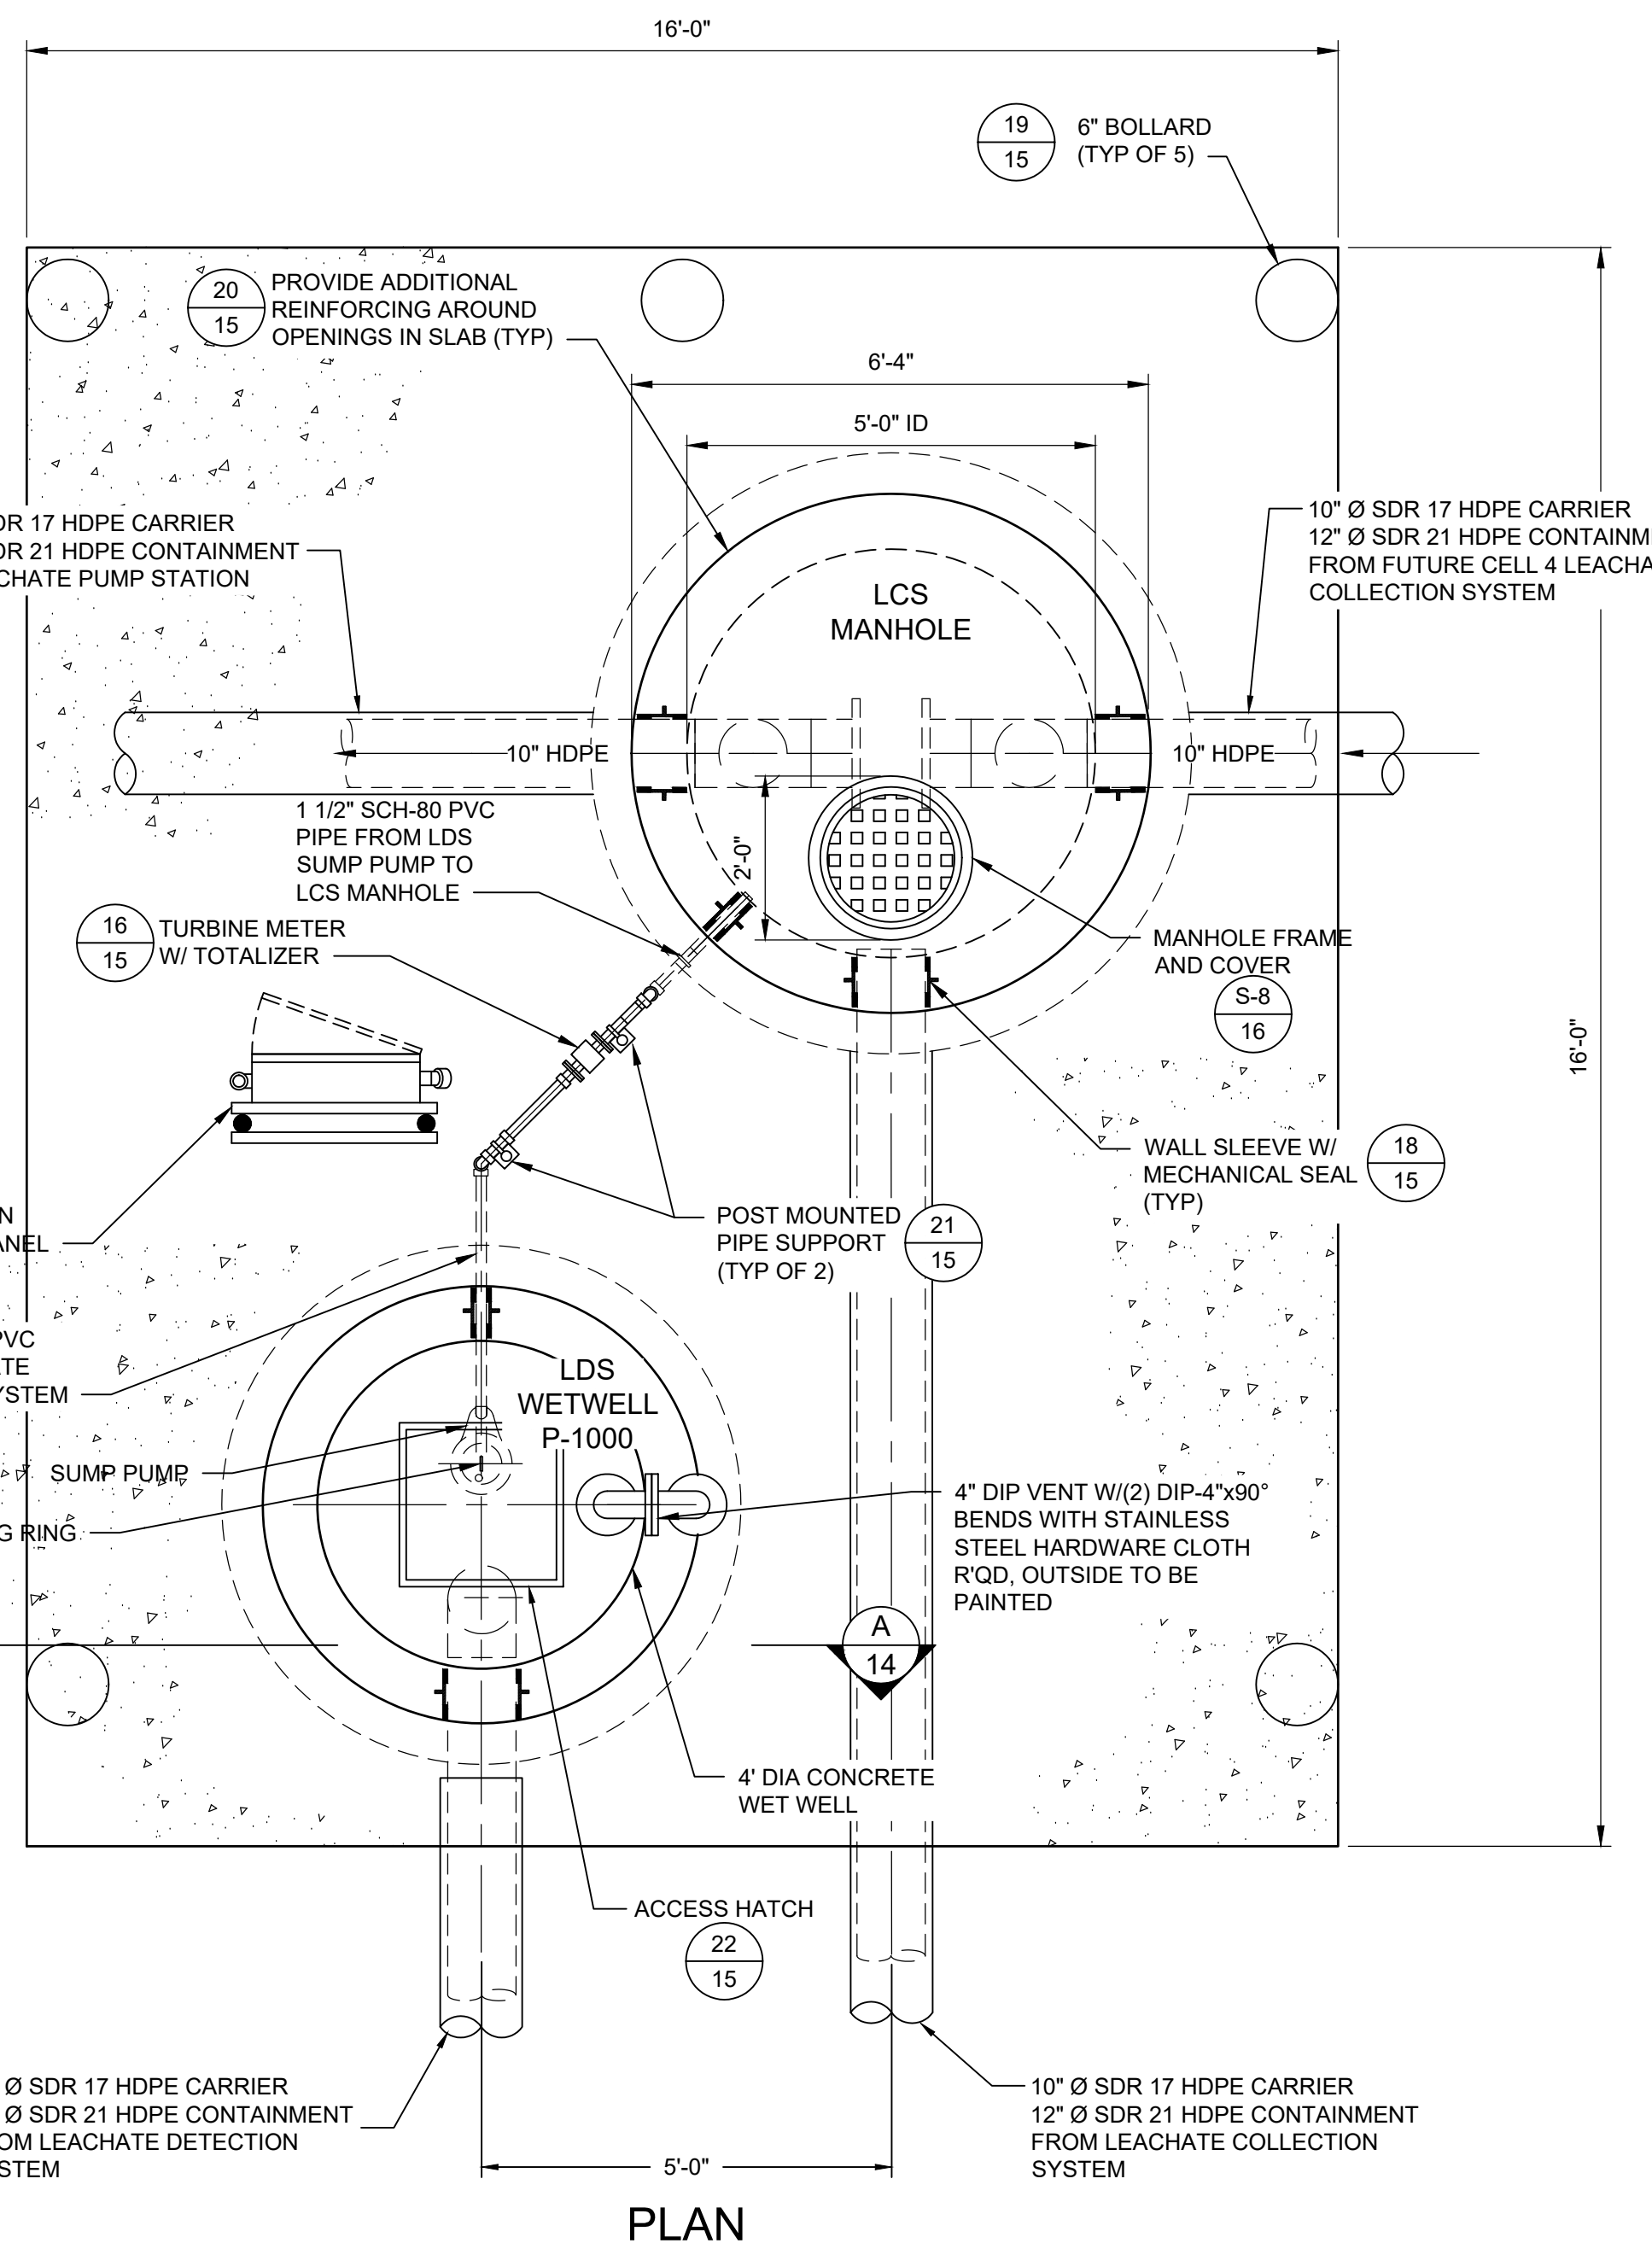 16'-0"
19
15
6" BOLLARD
(TYP OF 5)
20
15
PROVIDE ADDITIONAL
REINFORCING AROUND
OPENINGS IN SLAB (TYP)
6'-4"
5'-0" ID
DR 17 HDPE CARRIER
DR 21 HDPE CONTAINMENT
CHATE PUMP STATION
10" Ø SDR 17 HDPE CARRIER
12" Ø SDR 21 HDPE CONTAINM
FROM FUTURE CELL 4 LEACHA
COLLECTION SYSTEM
LCS
MANHOLE
10" HDPE
10" HDPE
1 1/2" SCH-80 PVC
PIPE FROM LDS
SUMP PUMP TO
LCS MANHOLE
2'-0"
16
15
TURBINE METER
W/ TOTALIZER
MANHOLE FRAME
AND COVER
S-8
16
16'-0"
WALL SLEEVE W/
MECHANICAL SEAL
(TYP)
18
15
N
ANEL
POST MOUNTED
PIPE SUPPORT
(TYP OF 2)
21
15
PVC
TE
YSTEM
LDS
WETWELL
P-1000
SUMP PUMP
G RING
4" DIP VENT W/(2) DIP-4"x90°
BENDS WITH STAINLESS
STEEL HARDWARE CLOTH
R'QD, OUTSIDE TO BE
PAINTED
A
14
4' DIA CONCRETE
WET WELL
ACCESS HATCH
22
15
Ø SDR 17 HDPE CARRIER
Ø SDR 21 HDPE CONTAINMENT
OM LEACHATE DETECTION
STEM
10" Ø SDR 17 HDPE CARRIER
12" Ø SDR 21 HDPE CONTAINMENT
FROM LEACHATE COLLECTION
SYSTEM
5'-0"
PLAN